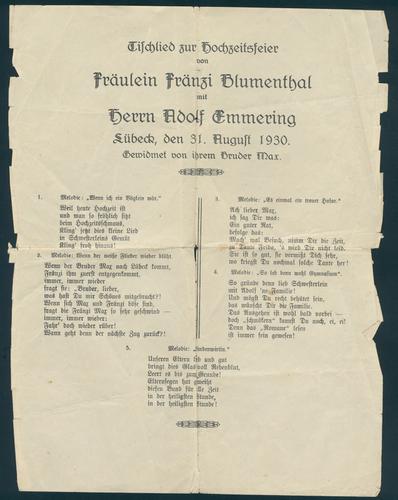 Tischlied zur Hochzeitsfeier
von
Fräulein Fränzi Blumenthal
mit
Herrn Adolf Emmering
Lübeck, den 31. August 1930.
Gewidmet von ihrem Bruder Max.
1. Melodie: „Wenn ich ein Vöglein wär."
Weil heute Hochzeit ist
und man so fröhlich sitzt
beim Hochzeitsschmaus,
Kling' jetzt dies kleine Lied
in Schwesterleins Gemüt
Kling' froh hinaus!
2. Melodie: Wenn der weiße Flieder wieder blüht
Wenn der Bruder Max nach Lübeck kommt,
Fränzi ihm zuerst entgegenkommt,
immer, immer wieder
fragt sie: „Bruder, lieber,
was hast Du mir Schönes mitgebracht?!
Wenn sich Max und Fränzi böse sind,
sagt die Fränzi Max so sehr geschwind —
immer, immer wieder:
Fahr' doch wieder rüber!
Wann geht denn der nächste Zug zurück?!
3. Melodie: „Es einmal ein treuer Husar."
Ach lieber Max,
ich sag Dir was:
Ein guter Rat,
befolge das:
Mach' mal Besuch, nimm Dir die Zeit,
zu Tante Frida, 's wird Dir nicht leid.
Sie ist so gut, sie vermißt Dich sehr,
wo kriegst Du nochmal solche Tante her!
4. Melodie: „So leb denn wohl Gymnasium".
So gründe denn lieb Schwesterlein
mit Adolf 'ne Familie!
Und mögst Du recht behütet sein,
das wünscht Dir die Familie.
Das Ausgehen ist wohl bald vorbei —
doch „schmökern" kannst Du noch, ei, ei!
Denn das „Romane" lesen
ist immer sein gewesen!
5. Melodie: „Lindenwirtin."
Unseren Eltern lieb und gut
bringt dies Glas voll Rebenblut,
Leert es bis zum Grunde!
Elternsegen hat geweiht
diesen Bund für alle Zeit
in der heiligsten Stunde,
in der heiligsten Stunde!